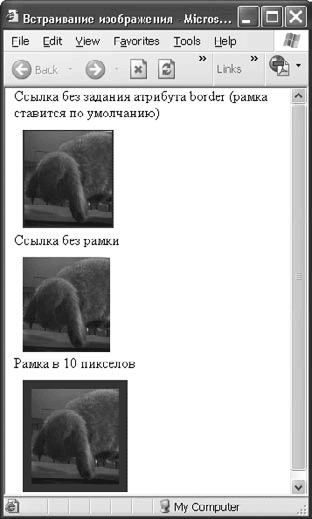 Встраивание изображения - Micros...
File Edit View Favorites Tools Help
Back » Links »
Ссылка без задания атрибута border (рамка
ставится по умолчанию)
Ссылка без рамки
Рамка в 10 пикселов
My Computer